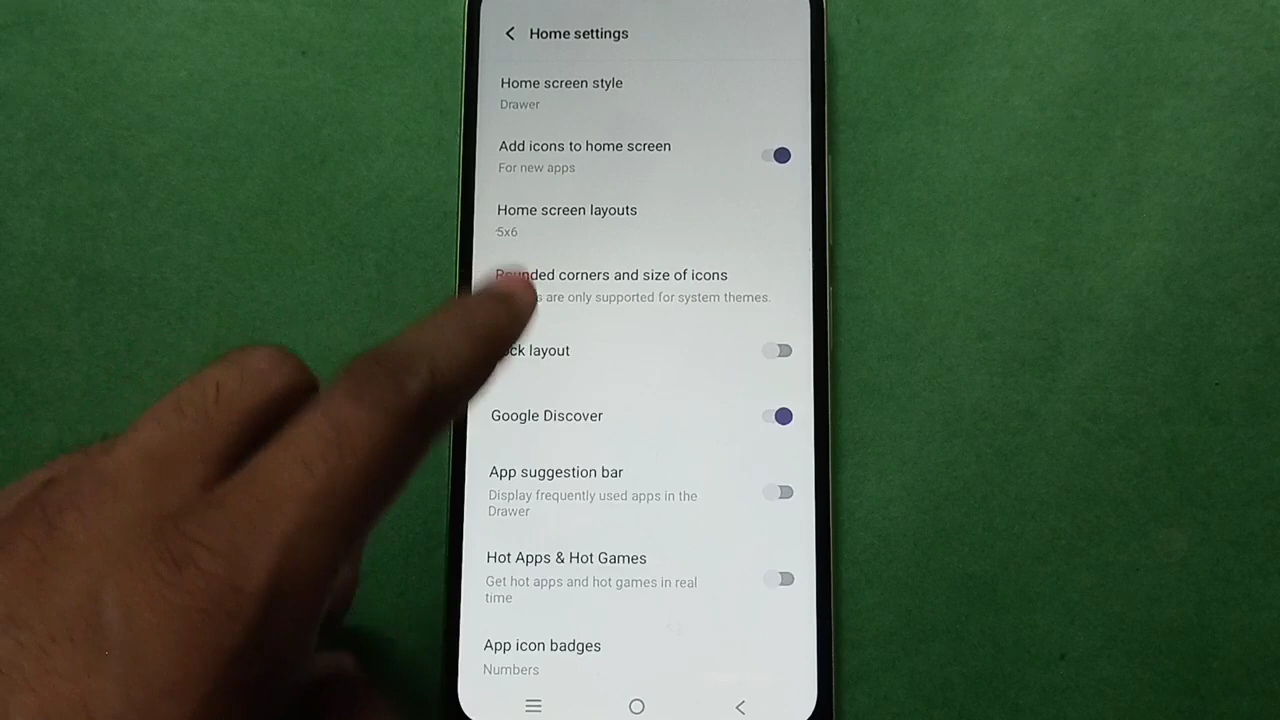 Home settings
Home screen style
Drawer
Add icons to home screen
For new apps
Home screen layouts
5x6
Rounded corners and size of icons
are only supported for system themes.
layout
Google Discover
App suggestion bar
Display frequently used apps in the
Drawer
Hot Apps & Hot Games
Get hot apps and hot games in real
time
App icon badges
Numbers